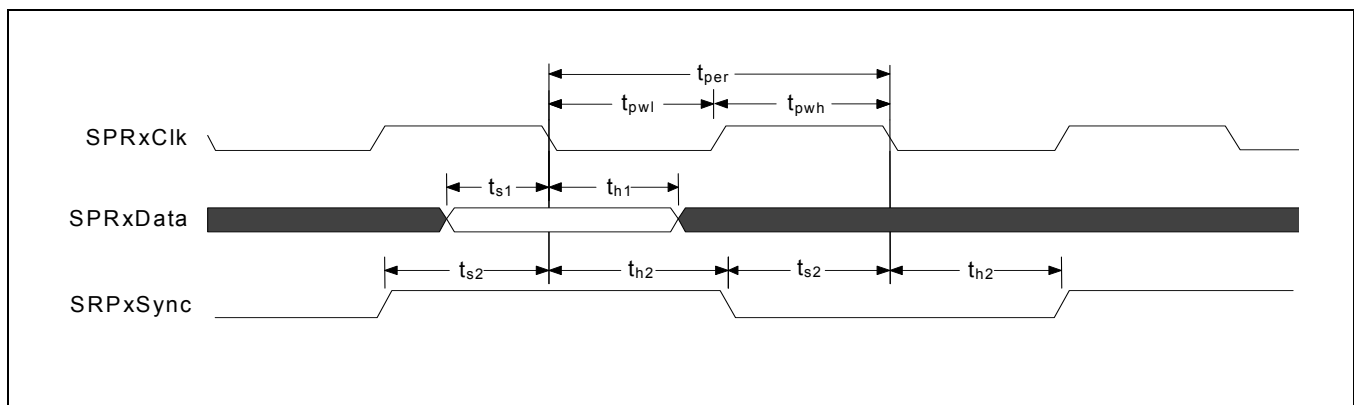 tper
tpwl tpwh
SPRxClk
ts1 th1
SPRxData
ts2 th2 ts2 th2
SRPxSync